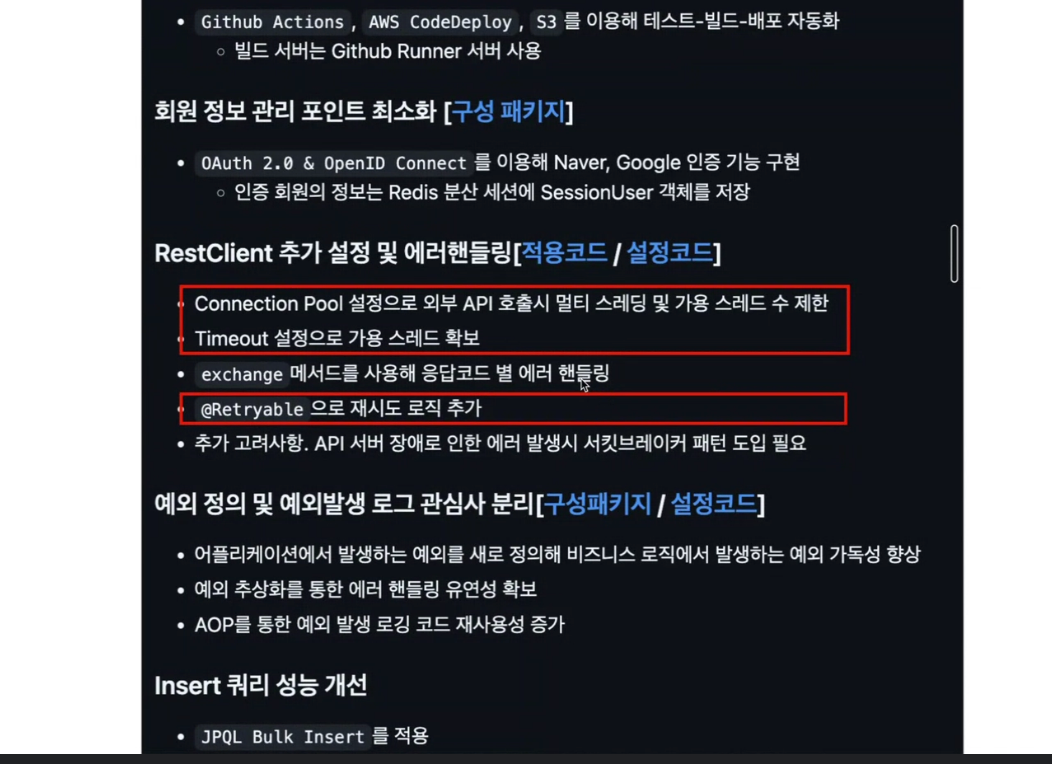 Github Actions, AWS CodeDeploy, S3 를 이용해 테스트-빌드-배포 자동화
빌드 서버는 Github Runner 서버 사용
회원 정보 관리 포인트 최소화 [구성 패키지]
OAuth 2.0 & OpenID Connect 를 이용해 Naver, Google 인증 기능 구현
인증 회원의 정보는 Redis 분산 세션에 SessionUser 객체를 저장
RestClient 추가 설정 및 에러핸들링[적용코드 / 설정코드]
Connection Pool 설정으로 외부 API 호출시 멀티 스레딩 및 가용 스레드 수 제한
Timeout 설정으로 가용 스레드 확보
exchange 메서드를 사용해 응답코드 별 에러 핸들링
@Retryable 으로 재시도 로직 추가
추가 고려사항. API 서버 장애로 인한 에러 발생시 서킷브레이커 패턴 도입 필요
예외 정의 및 예외발생 로그 관심사 분리[구성패키지 / 설정코드]
어플리케이션에서 발생하는 예외를 새로 정의해 비즈니스 로직에서 발생하는 예외 가독성 향상
예외 추상화를 통한 에러 핸들링 유연성 확보
AOP를 통한 예외 발생 로깅 코드 재사용성 증가
Insert 쿼리 성능 개선
JPQL Bulk Insert 를 적용